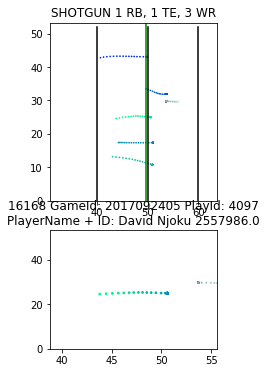 SHOTGUN 1 RB, 1 TE, 3 WR
50
40
30
20
10
0
40 50 60
16168 GameId: 2017092405 PlayId: 4097
PlayerName + ID: David Njoku 2557986.0
40
20
0
40 45 50 55